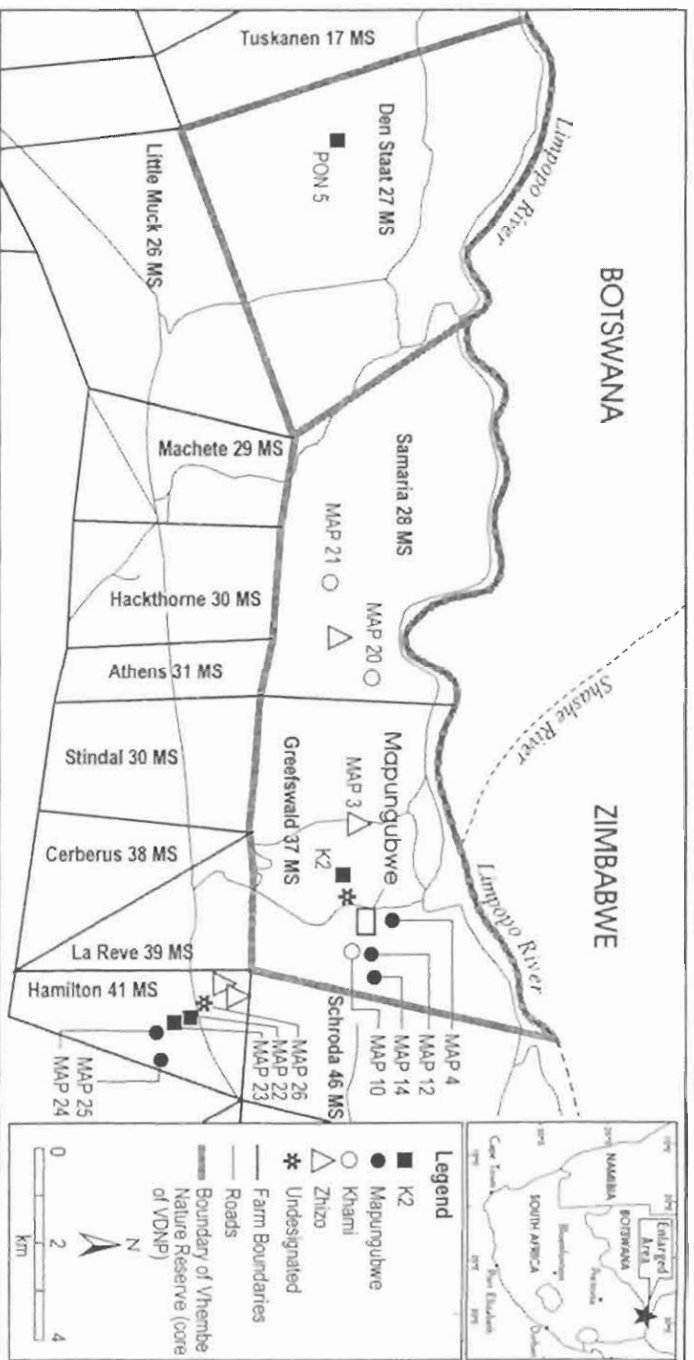 BOTSWANA
ZIMBABWE
Limpopo River
Shashe River
Limpopo River
Tuskanen 17 MS
Den Staat 27 MS
PON 5
Little Muck 26 MS
Samaria 28 MS
Machete 29 MS
MAP 21
MAP 20
Hackthorne 30 MS
Athens 31 MS
Mapungubwe
MAP 3
K2
Greefswald 37 MS
Stindal 30 MS
Cerberus 38 MS
La Reve 39 MS
Hamilton 41 MS
Schroda 46 MS
MAP 4
MAP 12
MAP 14
MAP 10
MAP 26
MAP 22
MAP 23
MAP 25
MAP 24
NAMIBIA
BOTSWANA
Enlarged
Area
SOUTH AFRICA
Pretoria
Bloemfontein
Cape Town
Port Elizabeth
Durban
Legend
K2
Mapungubwe
Khami
Zhizo
Undesignated
Farm Boundaries
Roads
Boundary of Vhembe
Nature Reserve (core
of VDNP)
N
0 2 4
km